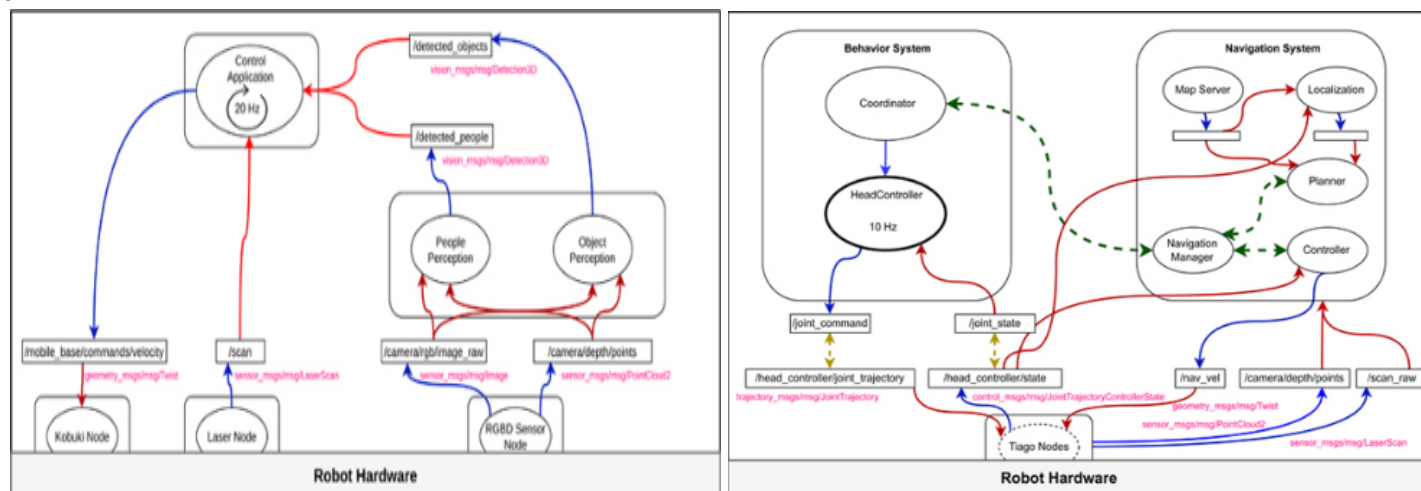 Control
Application
20 Hz
/detected_objects
vision_msgs/msg/Detection3D
/detected_people
vision_msgs/msg/Detection3D
People
Perception
Object
Perception
/mobile_base/commands/velocity
geometry_msgs/msg/Twist
/scan
sensor_msgs/msg/LaserScan
/camera/rgb/image_raw
sensor_msgs/msg/Image
/camera/depth/points
sensor_msgs/msg/PointCloud2
Kobuki Node
Laser Node
RGBD Sensor
Node
Robot Hardware
Behavior System
Coordinator
HeadController
10 Hz
Navigation System
Map Server
Localization
Planner
Navigation
Manager
Controller
/joint_command
/joint_state
/head_controller/joint_trajectory
trajectory_msgs/msg/JointTrajectory
/head_controller/state
control_msgs/msg/JointTrajectoryControllerState
/nav_vel
geometry_msgs/msg/Twist
/camera/depth/points
sensor_msgs/msg/PointCloud2
/scan_raw
sensor_msgs/msg/LaserScan
Tiago Nodes
Robot Hardware